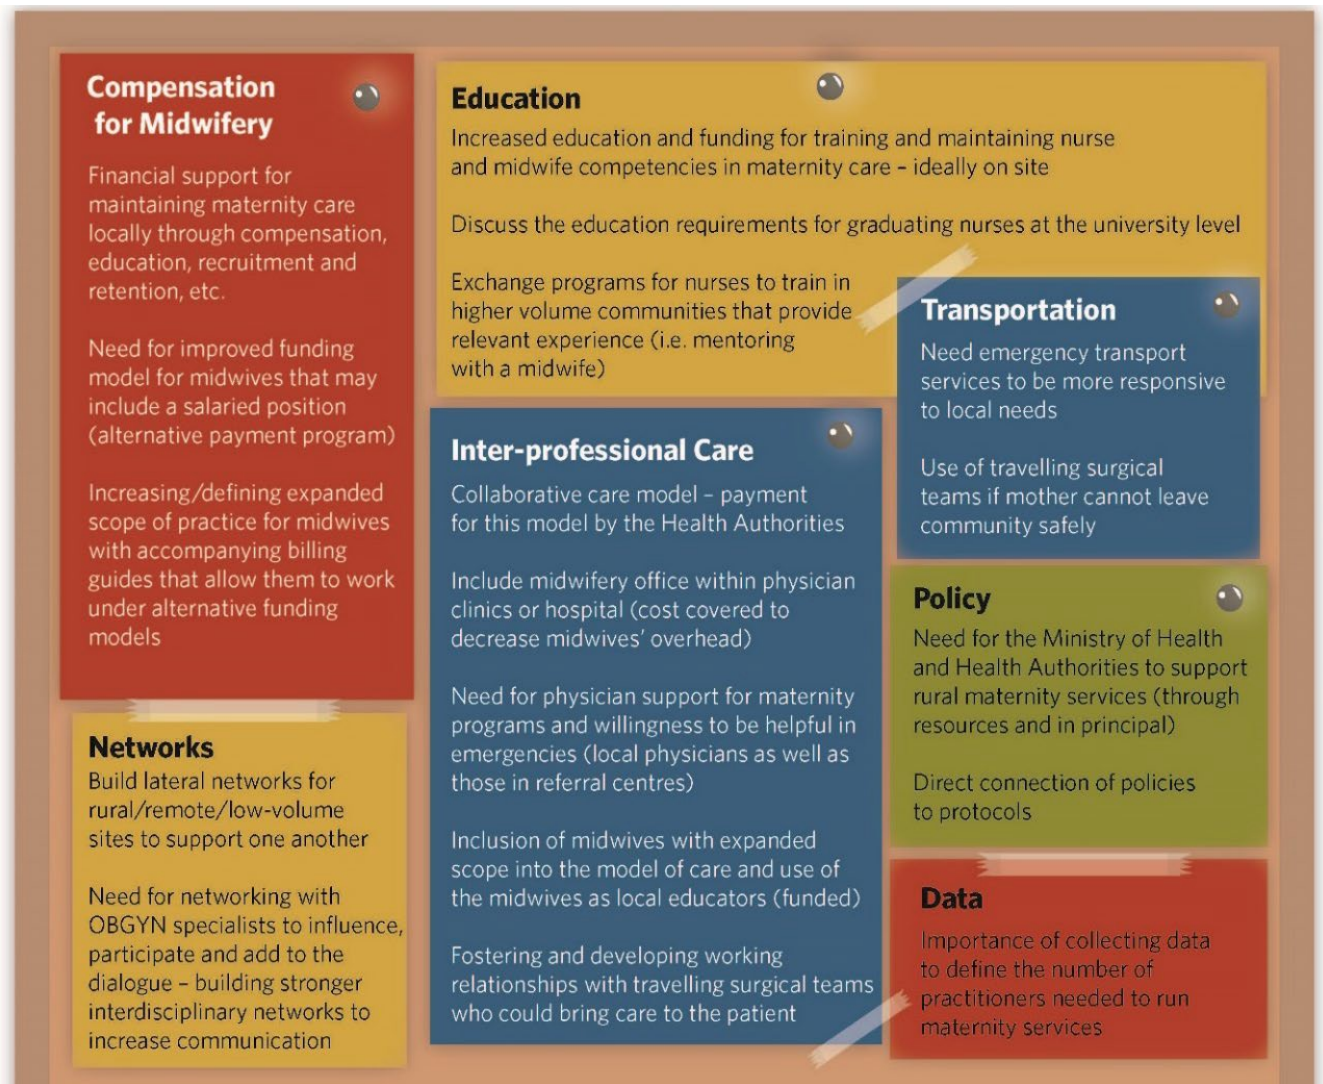 Compensation
for Midwifery
Financial support for
maintaining maternity care
locally through compensation,
education, recruitment and
retention, etc.
Need for improved funding
model for midwives that may
include a salaried position
(alternative payment program)
Increasing/defining expanded
scope of practice for midwives
with accompanying billing
guides that allow them to work
under alternative funding
models
Networks
Build lateral networks for
rural/remote/low-volume
sites to support one another
Need for networking with
OBGYN specialists to influence,
participate and add to the
dialogue – building stronger
interdisciplinary networks to
increase communication
Education
Increased education and funding for training and maintaining nurse
and midwife competencies in maternity care – ideally on site
Discuss the education requirements for graduating nurses at the university level
Exchange programs for nurses to train in
higher volume communities that provide
relevant experience (i.e. mentoring
with a midwife)
Inter-professional Care
Collaborative care model – payment
for this model by the Health Authorities
Include midwifery office within physician
clinics or hospital (cost covered to
decrease midwives' overhead)
Need for physician support for maternity
programs and willingness to be helpful in
emergencies (local physicians as well as
those in referral centres)
Inclusion of midwives with expanded
scope into the model of care and use of
the midwives as local educators (funded)
Fostering and developing working
relationships with travelling surgical teams
who could bring care to the patient
Transportation
Need emergency transport
services to be more responsive
to local needs
Use of travelling surgical
teams if mother cannot leave
community safely
Policy
Need for the Ministry of Health
and Health Authorities to support
rural maternity services (through
resources and in principal)
Direct connection of policies
to protocols
Data
Importance of collecting data
to define the number of
practitioners needed to run
maternity services